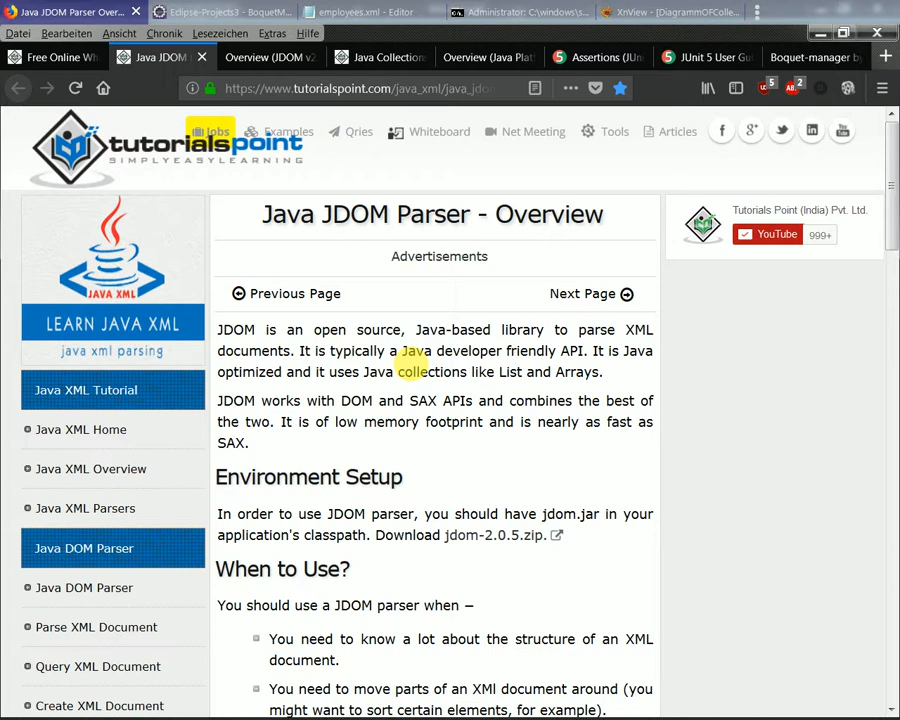 Java JDOM Parser Over...
Eclipse-Projects3 - BoquetM...
employees.xml - Editor
Administrator: C:\windows\s...
XnView - [DiagrammOFColle...
Datei Bearbeiten Ansicht Chronik Lesezeichen Extras Hilfe
Free Online Wh
Java JDOM
Overview (JDOM v2
Java Collection
Overview (Java Plat
Assertions (JUn
JUnit 5 User Gu
Boquet-manager by
https://www.tutorialspoint.com/java_xml/java_jdo
5
2
ABP
Jobs
Examples
Qries
Whiteboard
Net Meeting
Tools
Articles
tutorialspoint
SIMPLYEASYLEARNING
You Tube
JAVA XML
LEARN JAVA XML
java xml parsing
Java XML Tutorial
Java XML Home
Java XML Overview
Java XML Parsers
Java DOM Parser
Java DOM Parser
Parse XML Document
Query XML Document
Create XML Document
Java JDOM Parser - Overview
Advertisements
Previous Page
Next Page
JDOM is an open source, Java-based library to parse XML
documents. It is typically a Java developer friendly API. It is Java
optimized and it uses Java collections like List and Arrays.
JDOM works with DOM and SAX APIs and combines the best of
the two. It is of low memory footprint and is nearly as fast as
SAX.
Environment Setup
In order to use JDOM parser, you should have jdom.jar in your
application's classpath. Download jdom-2.0.5.zip.
When to Use?
You should use a JDOM parser when −
You need to know a lot about the structure of an XML
document.
You need to move parts of an XMl document around (you
might want to sort certain elements, for example).
Tutorials Point (India) Pvt. Ltd.
YouTube 999+